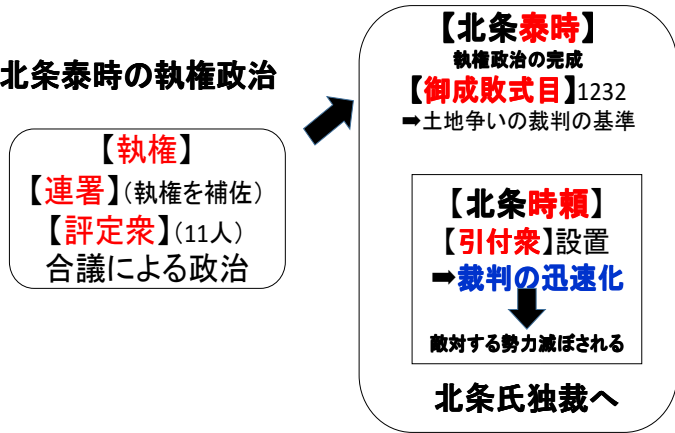 北条泰時の執権政治
【執権】
【連署】(執権を補佐)
【評定衆】(11人)
合議による政治
【北条泰時】
執権政治の完成
【御成敗式目】1232
➡土地争いの裁判の基準
【北条時頼】
【引付衆】設置
➡裁判の迅速化
敵対する勢力滅ぼされる
北条氏独裁へ